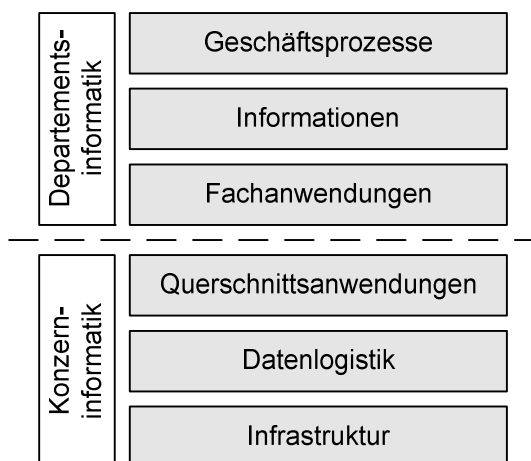 Departements-
informatik
Geschäftsprozesse
Informationen
Fachanwendungen
Konzern-
informatik
Querschnittsanwendungen
Datenlogistik
Infrastruktur